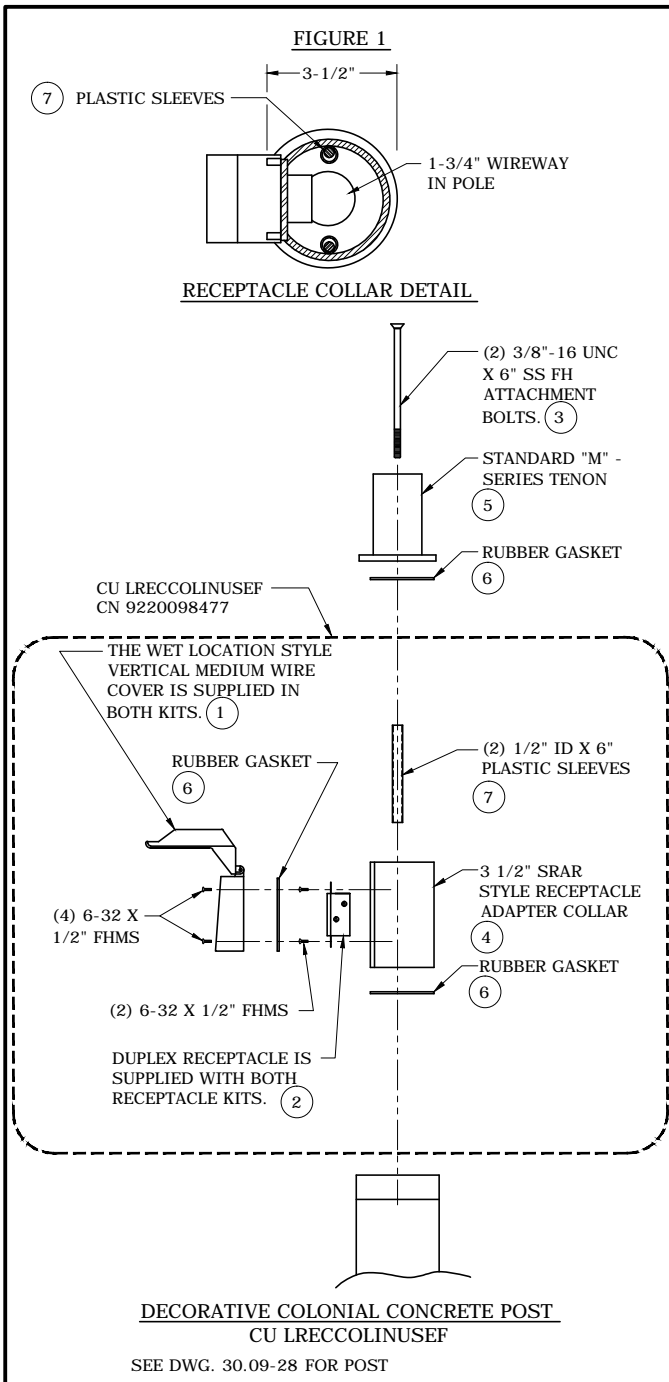 FIGURE 1
3-1/2"
7 PLASTIC SLEEVES
1-3/4" WIREWAY
IN POLE
RECEPTACLE COLLAR DETAIL
(2) 3/8"-16 UNC
X 6" SS FH
ATTACHMENT
BOLTS. 3
STANDARD "M" -
SERIES TENON
5
RUBBER GASKET
6
CU LRECCOLINUSEF
CN 9220098477
THE WET LOCATION STYLE
VERTICAL MEDIUM WIRE
COVER IS SUPPLIED IN
BOTH KITS. 1
RUBBER GASKET
6
(2) 1/2" ID X 6"
PLASTIC SLEEVES
7
3 1/2" SRAR
STYLE RECEPTACLE
ADAPTER COLLAR
4
(4) 6-32 X
1/2" FHMS
RUBBER GASKET
6
(2) 6-32 X 1/2" FHMS
DUPLEX RECEPTACLE IS
SUPPLIED WITH BOTH
RECEPTACLE KITS. 2
DECORATIVE COLONIAL CONCRETE POST
CU LRECCOLINUSEF
SEE DWG. 30.09-28 FOR POST